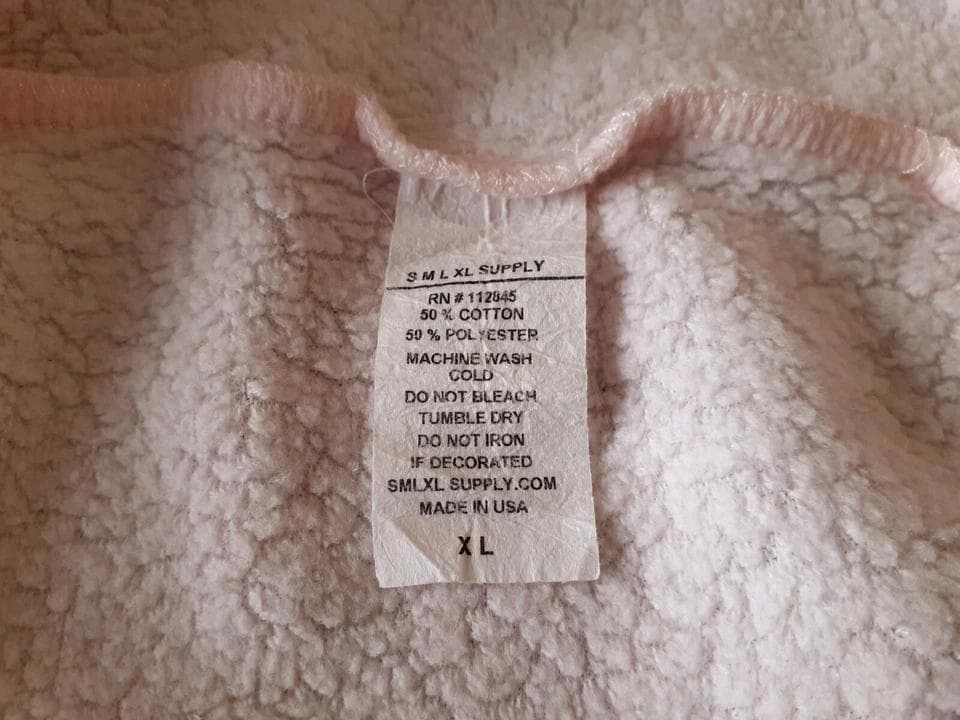 S M L XL SUPPLY
RN # 112845
50 % COTTON
50 % POLYESTER
MACHINE WASH
COLD
DO NOT BLEACH
TUMBLE DRY
DO NOT IRON
IF DECORATED
SMLXL SUPPLY.COM
MADE IN USA
XL